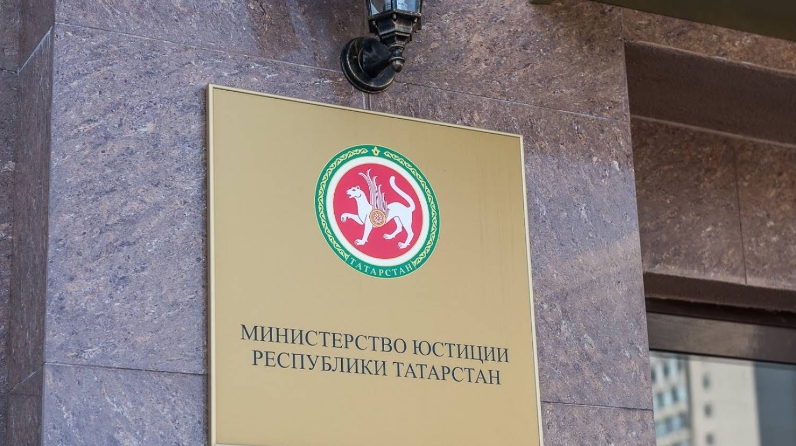 ТАТАРСТАН
МИНИСТЕРСТВО ЮСТИЦИИ
РЕСПУБЛИКИ ТАТАРСТАН